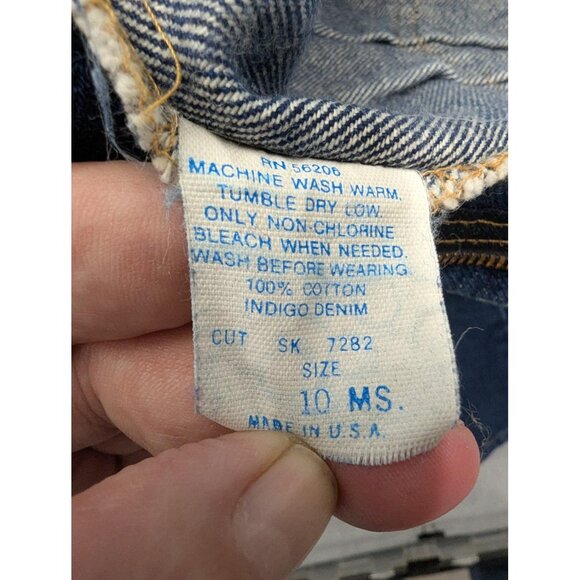 RN 56206
MACHINE WASH WARM.
TUMBLE DRY LOW.
ONLY NON-CHLORINE
BLEACH WHEN NEEDED.
WASH BEFORE WEARING
100% COTTON
INDIGO DENIM
CUT SK 7282
SIZE
10 MS.
MADE IN U.S.A.